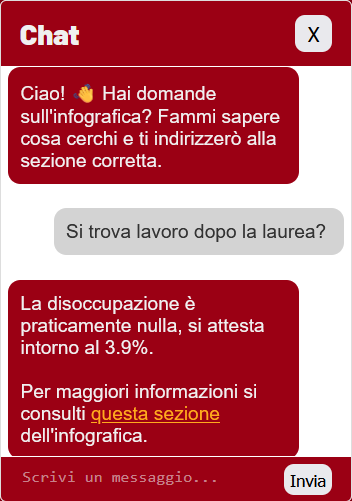 Chat
X
Ciao! 👋 Hai domande
sull'infografica? Fammi sapere
cosa cerchi e ti indirizzerò alla
sezione corretta.
Si trova lavoro dopo la laurea?
La disoccupazione è
praticamente nulla, si attesta
intorno al 3.9%.
Per maggiori informazioni si
consulti questa sezione
dell'infografica.
Scrivi un messaggio...
Invia